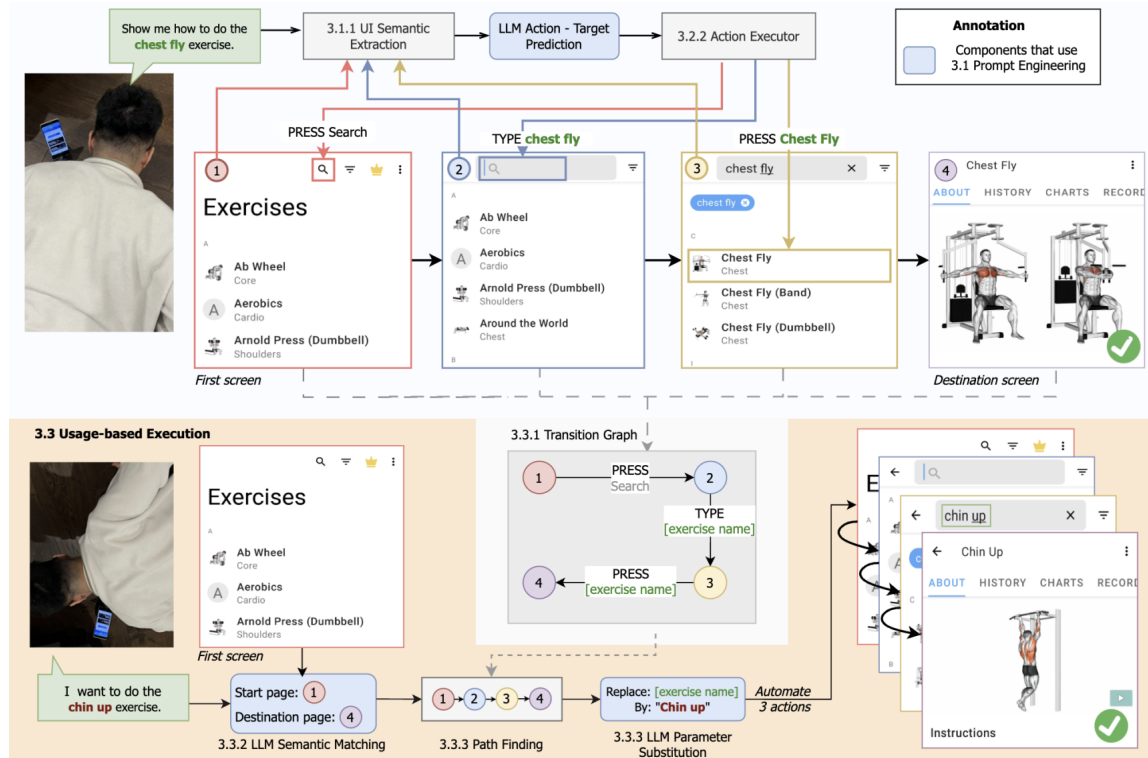 Show me how to do the
chest fly exercise.
3.1.1 UI Semantic
Extraction
LLM Action - Target
Prediction
3.2.2 Action Executor
Annotation
Components that use
3.1 Prompt Engineering
PRESS Search
TYPE chest fly
PRESS Chest Fly
1
Exercises
A
Ab Wheel
Core
A
Aerobics
Cardio
Arnold Press (Dumbbell)
Shoulders
First screen
2
A
Ab Wheel
Core
A
Aerobics
Cardio
Arnold Press (Dumbbell)
Shoulders
Around the World
Chest
B
3
chest fly
chest fly
C
Chest Fly
Chest
Chest Fly (Band)
Chest
Chest Fly (Dumbbell)
Chest
4
Chest Fly
ABOUT HISTORY CHARTS RECORD
Destination screen
3.3 Usage-based Execution
Exercises
A
Ab Wheel
Core
A
Aerobics
Cardio
Arnold Press (Dumbbell)
Shoulders
First screen
I want to do the
chin up exercise.
Start page: 1
Destination page: 4
3.3.2 LLM Semantic Matching
3.3.1 Transition Graph
1
PRESS
Search
2
TYPE
[exercise name]
3
PRESS
[exercise name]
4
1 2 3 4
3.3.3 Path Finding
Replace: [exercise name]
By: "Chin up"
3.3.3 LLM Parameter
Substitution
Automate
3 actions
E
A
chin up
C
Chin Up
ABOUT HISTORY CHARTS RECORD
Instructions